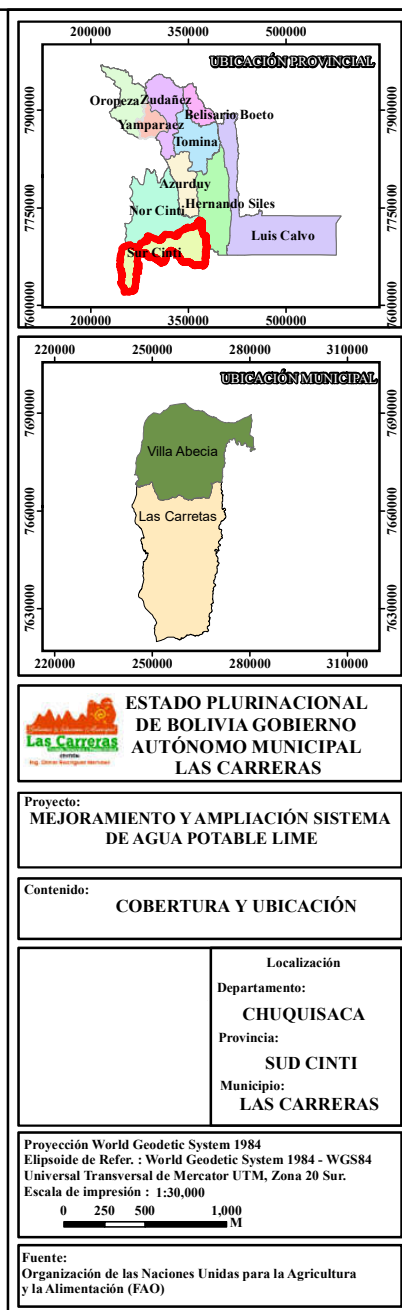 200000 350000 500000
UBICACIÓN PROVINCIAL
7900000
7750000
7600000
Oropeza
Zudañez
Belisario Boeto
Yamparaez
Tomina
Azurduy
Hernando Siles
Nor Cinti
Luis Calvo
Sur Cinti
200000 350000 500000
220000 250000 280000 310000
UBICACIÓN MUNICIPAL
7690000
7660000
7630000
Villa Abecia
Las Carretas
220000 250000 280000 310000
Las Carreras
ESTADO PLURINACIONAL
DE BOLIVIA GOBIERNO
AUTÓNOMO MUNICIPAL
LAS CARRERAS
Proyecto:
MEJORAMIENTO Y AMPLIACIÓN SISTEMA
DE AGUA POTABLE LIME
Contenido:
COBERTURA Y UBICACIÓN
Localización
Departamento:
CHUQUISACA
Provincia:
SUD CINTI
Municipio:
LAS CARRERAS
Proyección World Geodetic System 1984
Elipsoide de Refer. : World Geodetic System 1984 - WGS84
Universal Transversal de Mercator UTM, Zona 20 Sur.
Escala de impresión : 1:30,000
0 250 500 1,000
M
Fuente:
Organización de las Naciones Unidas para la Agricultura
y la Alimentación (FAO)